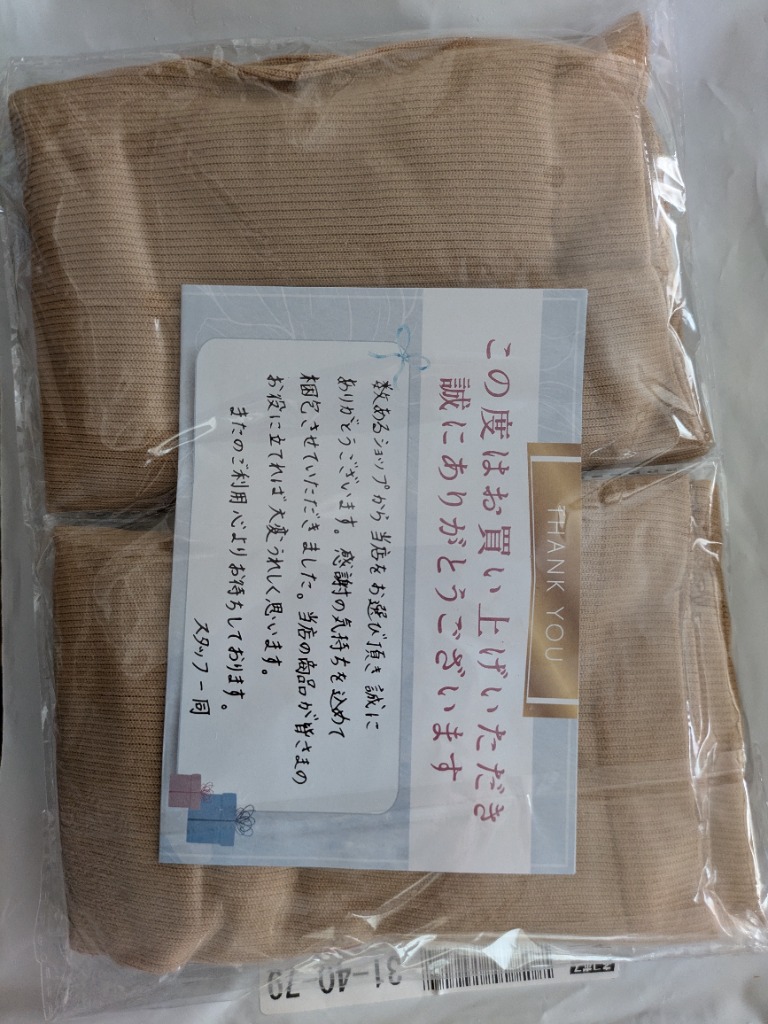 THANK YOU
この度はお買い上げいただき
誠にありがとうございます
数あるショップから当店をお選び頂き誠に
ありがとうございます。感謝の気持ちを込めて
梱包させていただきました。当店の商品が皆さまの
お役に立てれば大変うれしく思います。
またのご利用心よりお待ちしております。
スタッフ一同
31-40-79